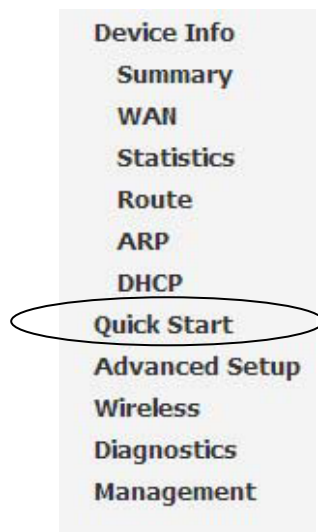 Device Info
Summary
WAN
Statistics
Route
ARP
DHCP
Quick Start
Advanced Setup
Wireless
Diagnostics
Management